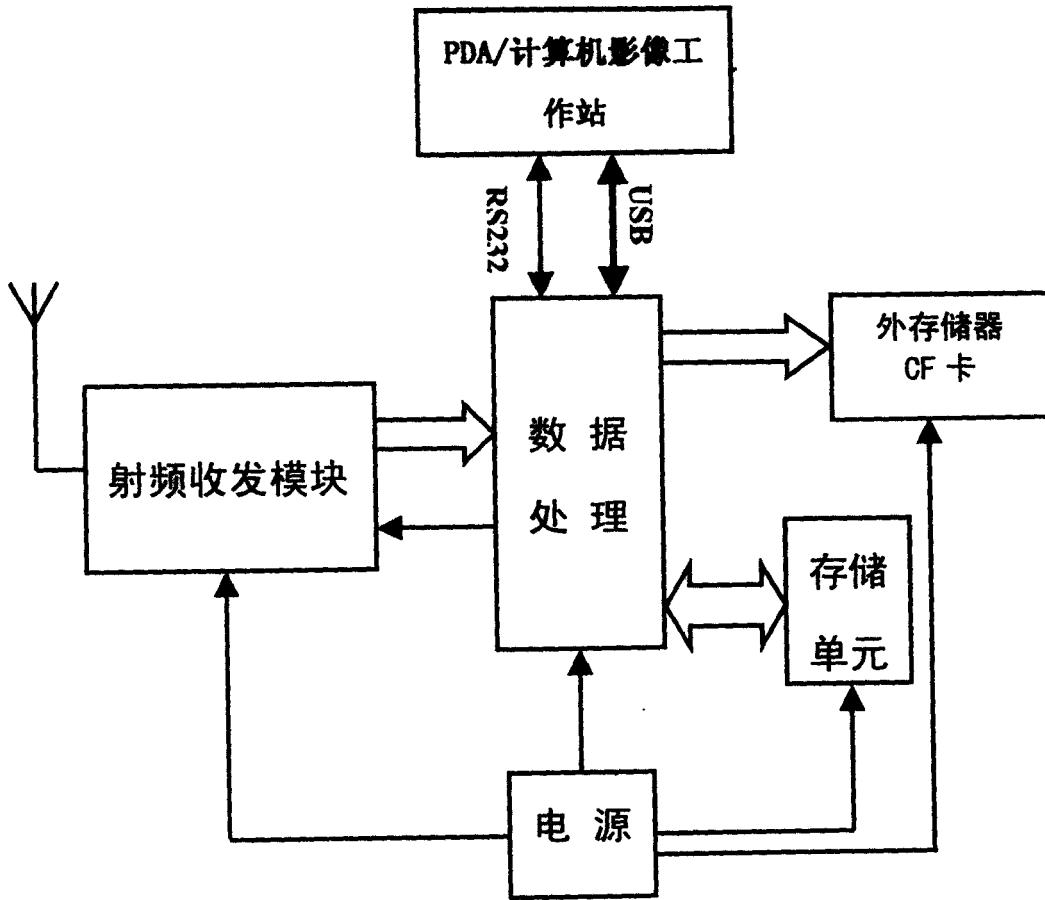 PDA/计算机影像工
作站
RS232
USB
外存储器
CF 卡
射频收发模块
数 据
处 理
存储
单元
电 源